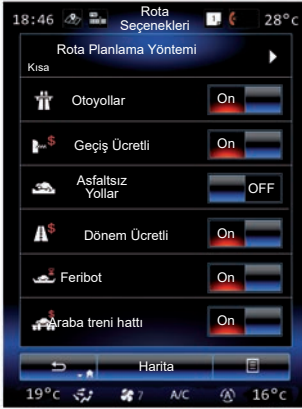 18:46
Rota
Seçenekleri
28°c
Rota Planlama Yöntemi
Kısa
Otoyollar
On
$
Geçiş Ücretli
On
Asfaltsız
Yollar
OFF
$
Dönem Ücretli
On
Feribot
On
$
Araba treni hattı
On
Harita
19°c
7
A/C
16°c